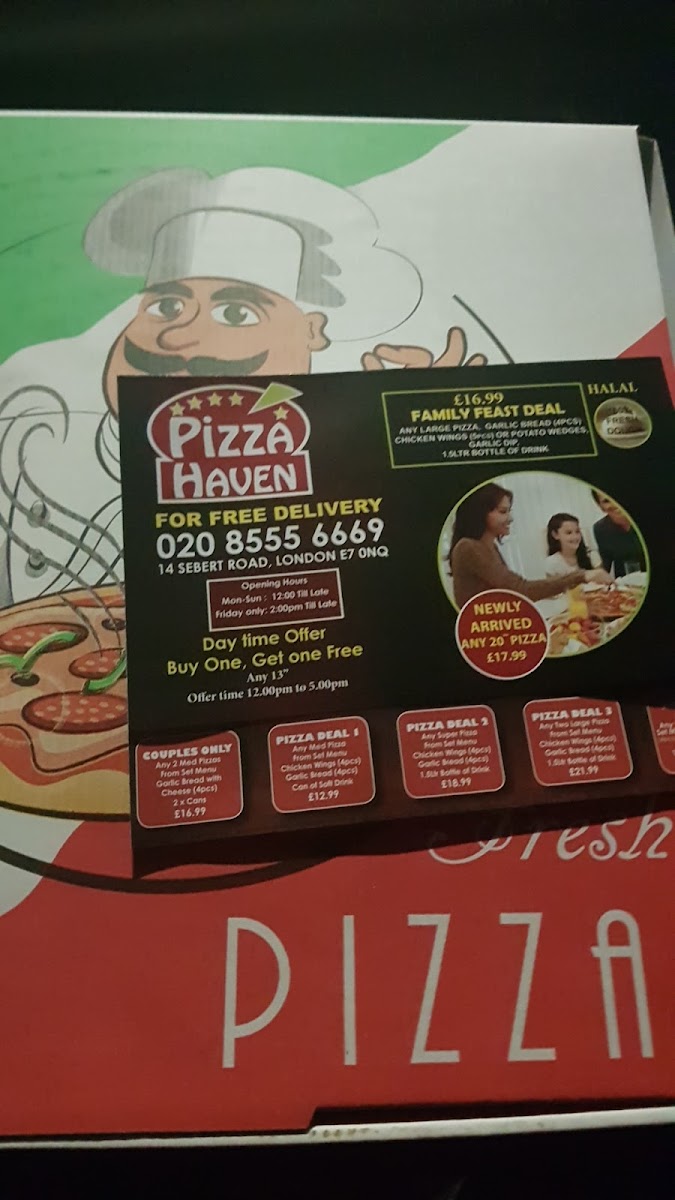 PIZZA
HAVEN
FOR FREE DELIVERY
020 8555 6669
14 SEBERT ROAD, LONDON E7 0NQ
Opening Hours
Mon-Sun : 12:00 Till Late
Friday only: 2:00pm Till Late
Day time Offer
Buy One, Get one Free
Any 13"
Offer time 12.00pm to 5.00pm
£16.99
FAMILY FEAST DEAL
ANY LARGE PIZZA, GARLIC BREAD (4PCS)
CHICKEN WINGS (5PCS) OR POTATO WEDGES,
GARLIC DIP,
1.5LTR BOTTLE OF DRINK
HALAL
FRESH
NEWLY
ARRIVED
ANY 20" PIZZA
£17.99
COUPLES ONLY
Any 2 Med Pizzas
From Set Menu
Garlic Bread with
Cheese (4pcs)
2 x Cans
£16.99
PIZZA DEAL 1
Any Med Pizza
From Set Menu
Chicken Wings (4pcs)
Garlic Bread (4pcs)
Can of Soft Drink
£12.99
PIZZA DEAL 2
Any Super Pizza
From Set Menu
Chicken Wings (4pcs)
Garlic Bread (4pcs)
1.5Ltr Bottle of Drink
£18.99
PIZZA DEAL 3
Any Two Large Pizza
From Set Menu
Chicken Wings (4pcs)
Garlic Bread (4pcs)
1.5Ltr Bottle of Drink
£21.99
Any
Fresh
PIZZA